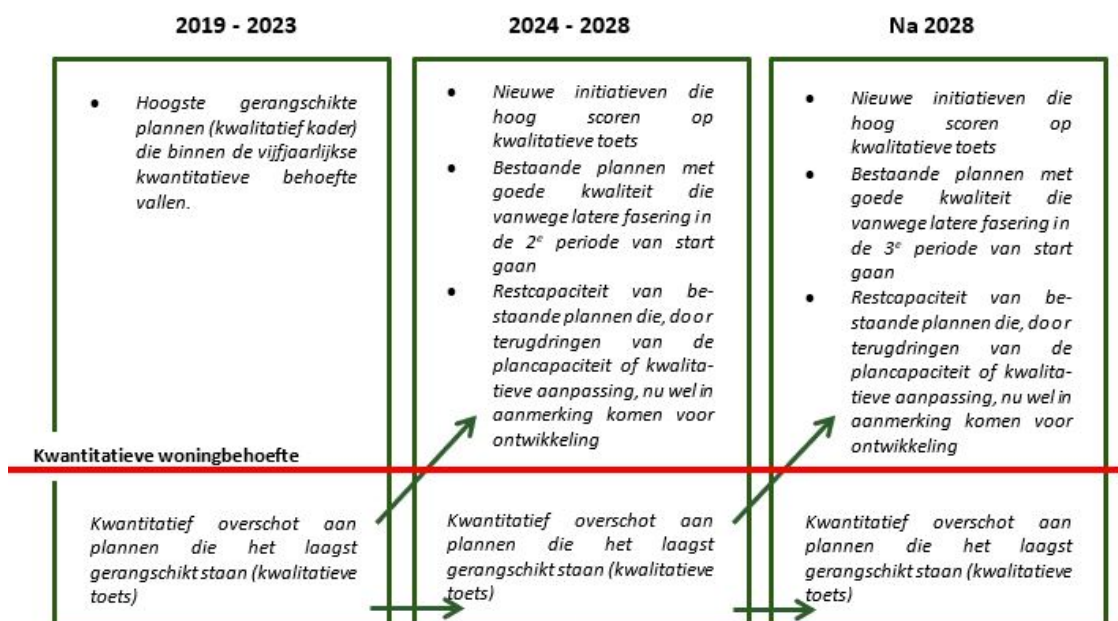 2019 - 2023
2024 - 2028
Na 2028
• Hoogste gerangschikte
plannen (kwalitatief kader)
die binnen de vijfjaarlijkse
kwantitatieve behoefte
vallen.
• Nieuwe initiatieven die
hoog scoren op
kwalitatieve toets
• Bestaande plannen met
goede kwaliteit die
vanwege latere fasering in
de 2e periode van start
gaan
• Restcapaciteit van be-
staande plannen die, door
terugdringen van de
plancapaciteit of kwalita-
tieve aanpassing, nu wel in
aanmerking komen voor
ontwikkeling
• Nieuwe initiatieven die
hoog scoren op
kwalitatieve toets
• Bestaande plannen met
goede kwaliteit die
vanwege latere fasering in
de 3e periode van start
gaan
• Restcapaciteit van be-
staande plannen die, door
terugdringen van de
plancapaciteit of kwalita-
tieve aanpassing, nu wel in
aanmerking komen voor
ontwikkeling
Kwantitatieve woningbehoefte
Kwantitatief overschot aan
plannen die het laagst
gerangschikt staan (kwalitatieve
toets)
Kwantitatief overschot aan
plannen die het laagst
gerangschikt staan (kwalitatieve
toets)
Kwantitatief overschot aan
plannen die het laagst
gerangschikt staan (kwalitatieve
toets)